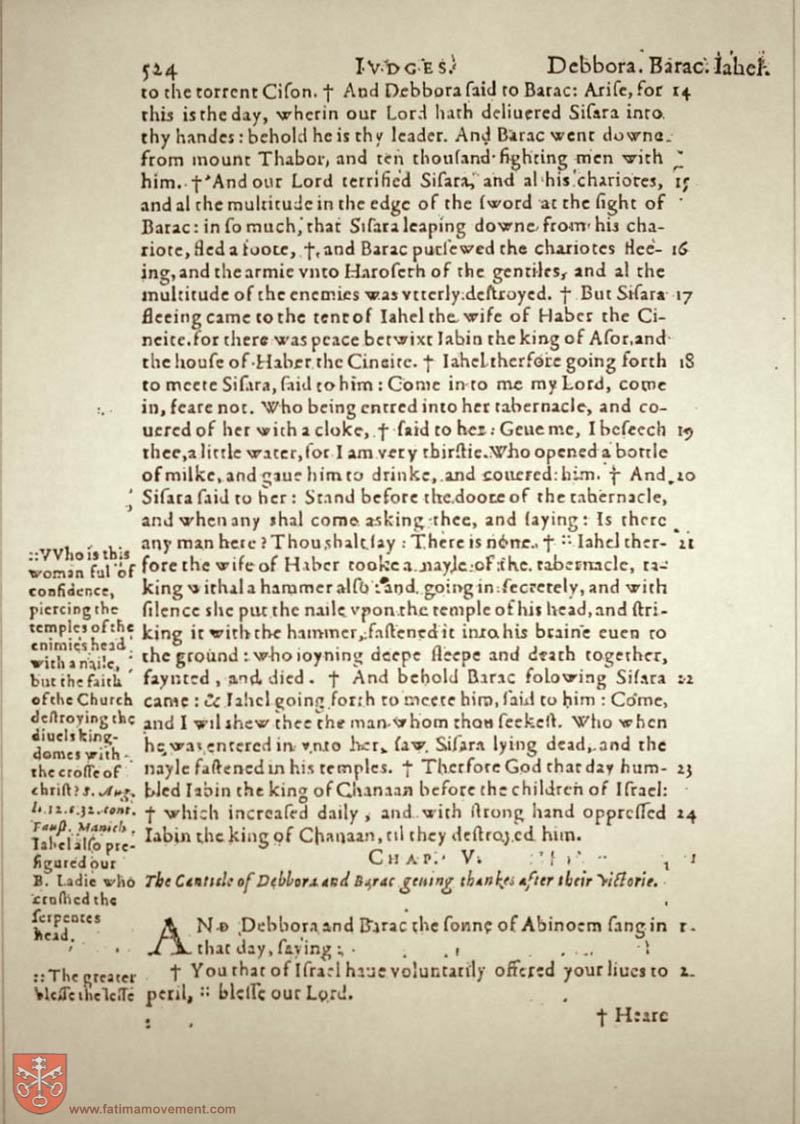 524 IVDGES. Debbora. Barac. Iahel.
to the torrent Cison. † And Debbora said to Barac: Arise, for 14
this is the day, wherin our Lord hath deliuered Sisara into
thy handes: behold he is thy leader. And Barac went downe
from mount Thabor, and ten thousand fighting men with
him. † And our Lord terrified Sisara, and al his chariotes, 15
and al the multitude in the edge of the sword at the sight of
Barac: in so much, that Sisara leaping downe from his cha-
riote, fled a foote, †, and Barac pursewed the chariotes flee- 16
ing, and the armie vnto Haroseth of the gentiles, and al the
multitude of the enemies was vtterly destroyed. † But Sisara 17
fleeing came to the tent of Iahel the wife of Haber the Ci-
neite. for there was peace betwixt Iabin the king of Asor, and
the house of Haber the Cineite. † Iahel therfore going forth 18
to meete Sisara, said to him: Come in to me my Lord, come
in, feare not. Who being entred into her tabernacle, and co-
uered of her with a cloke, † said to her: Geue me, I beseech 19
thee, a little water, for I am very thirstie. Who opened a bottle
of milke, and gaue him to drinke, and couered him. † And 20
Sisara said to her: Stand before the doore of the tabernacle,
and when any shal come asking thee, and saying: Is there
any man here? Thou shalt say: There is none. † :: Iahel ther- 21
fore the wife of Haber tooke a nayle of the tabernacle, ta-
king withal a hammer also: and going in secretely, and with
silence she put the naile vpon the temple of his head, and stri-
king it with the hammer, fastened it into his braine euen to
the ground: who ioyning deepe sleepe and death together,
faynted, and died. † And behold Barac folowing Sisara 22
came: & Iahel going forth to meete him, said to him: Come,
and I wil shew thee the man whom thou seekest. Who when
he was entered in vnto her, saw Sisara lying dead, and the
nayle fastened in his temples. † Therfore God that day hum- 23
bled Iabin the king of Chanaan before the children of Israel:
† which increased daily, and with strong hand oppressed 24
Iabin the king of Chanaan, til they destroyed him.
::VVho is this
woman ful of
confidence,
piercing the
temples of the
enimies head
with a naile,
but the faith
of the Church
destroying the
diuels king-
domes with
the crosse of
christ? S. Aug.
li. 12. c. 32. cont.
Faust. Manich.
Iahel also pre-
figured our
B. Ladie who
crushed the
serpentes
head.
CHAP. V.
The Canticle of Debbora and Barac geuing thankes after their victorie.
AND Debbora and Barac the sonne of Abinoem sang in 1.
that day, saying:
† You that of Israel haue voluntarily offered your liues to 2.
peril, :: blesse our Lord.
::The greater
blesse the lesse
† Heare
www.fatimamovement.com